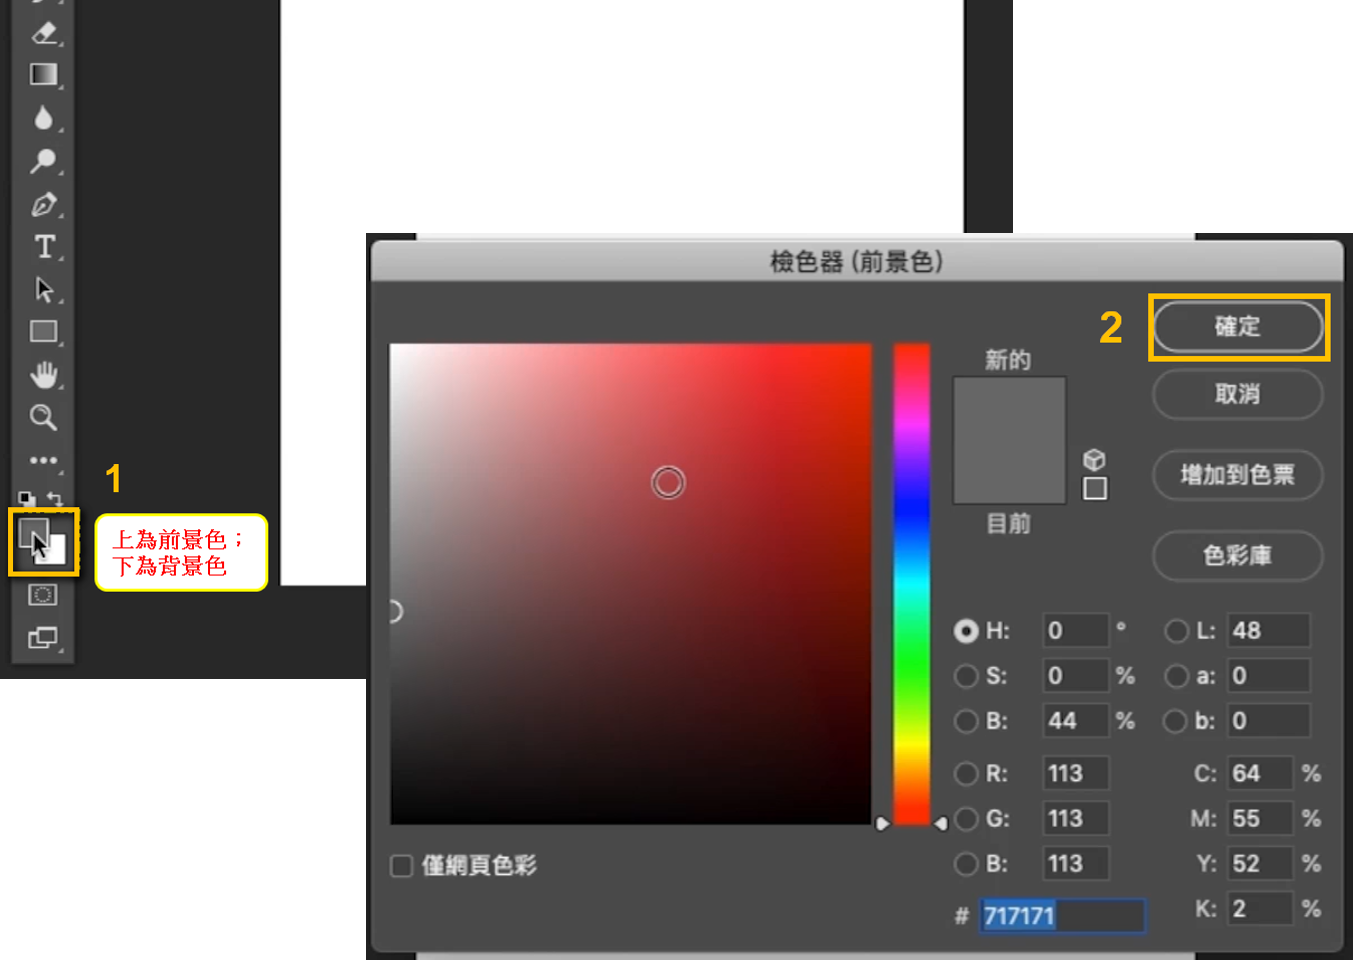 T
1
上為前景色；
下為背景色
檢色器 (前景色)
2
確定
取消
增加到色票
色彩庫
新的
目前
H: 0 °
S: 0 %
B: 44 %
R: 113
G: 113
B: 113
# 717171
L: 48
a: 0
b: 0
C: 64 %
M: 55 %
Y: 52 %
K: 2 %
僅網頁色彩